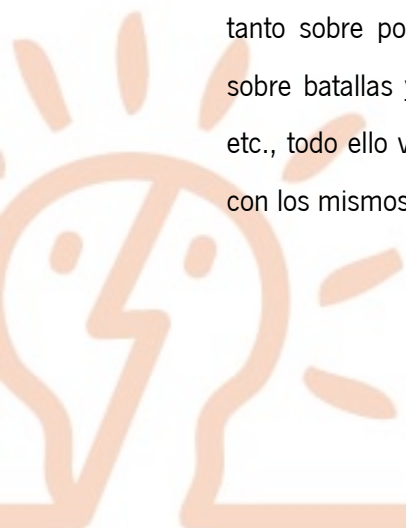 tanto sobre po
sobre batallas
etc., todo ello v
con los mismos